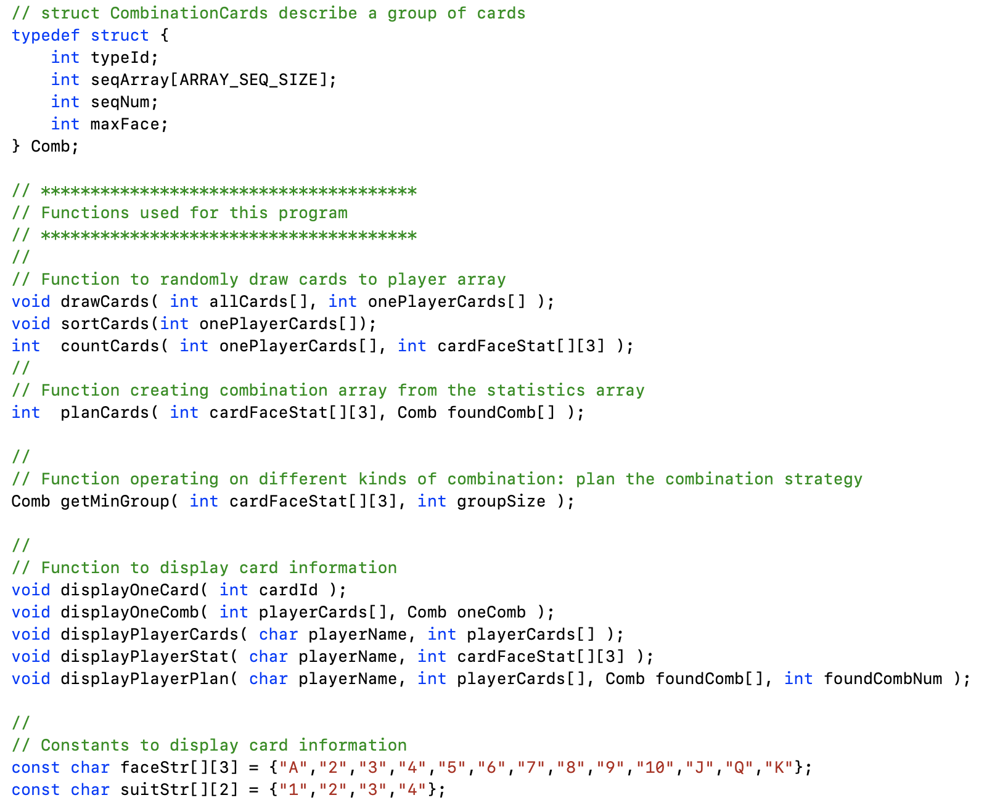 // struct CombinationCards describe a group of cards
typedef struct {
    int typeId;
    int seqArray[ARRAY_SEQ_SIZE];
    int seqNum;
    int maxFace;
} Comb;
// **************************************
// Functions used for this program
// **************************************
//
// Function to randomly draw cards to player array
void drawCards( int allCards[], int onePlayerCards[] );
void sortCards(int onePlayerCards[]);
int  countCards( int onePlayerCards[], int cardFaceStat[][3] );
//
// Function creating combination array from the statistics array
int  planCards( int cardFaceStat[][3], Comb foundComb[] );
//
// Function operating on different kinds of combination: plan the combination strategy
Comb getMinGroup( int cardFaceStat[][3], int groupSize );
//
// Function to display card information
void displayOneCard( int cardId );
void displayOneComb( int playerCards[], Comb oneComb );
void displayPlayerCards( char playerName, int playerCards[] );
void displayPlayerStat( char playerName, int cardFaceStat[][3] );
void displayPlayerPlan( char playerName, int playerCards[], Comb foundComb[], int foundCombNum );
//
// Constants to display card information
const char faceStr[][3] = {"A","2","3","4","5","6","7","8","9","10","J","Q","K"};
const char suitStr[][2] = {"1","2","3","4"};